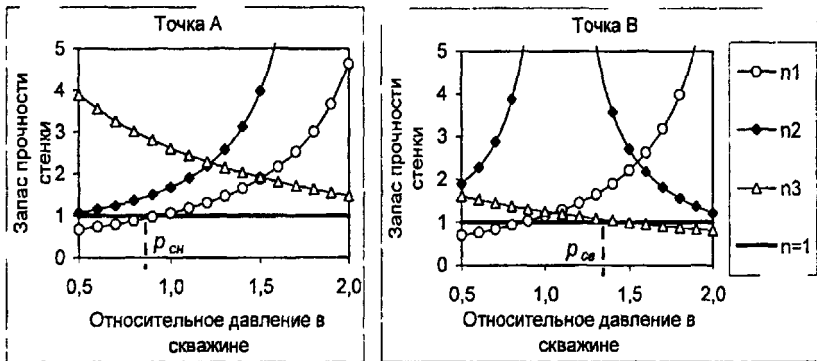 Точка А
Запас прочности
стенки
5
4
3
2
1
0
0,5
1,0
1,5
2,0
pсн
Относительное давление в
скважине
Точка В
Запас прочности
стенки
5
4
3
2
1
0
0,5
1,0
1,5
2,0
pсв
Относительное давление в
скважине
n1
n2
n3
n=1